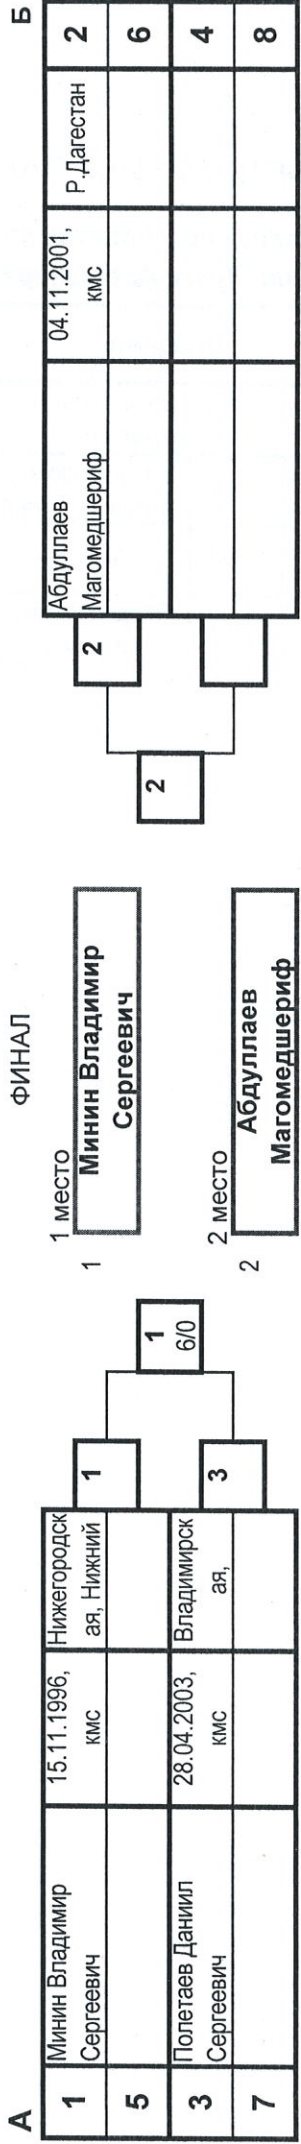 А
1
Минин Владимир
Сергеевич
15.11.1996,
кмс
Нижегородск
ая, Нижний
5
3
Полетаев Даниил
Сергеевич
28.04.2003,
кмс
Владимирск
ая,
7
1
3
1
6/0
ФИНАЛ
1 место
1
Минин Владимир
Сергеевич
2 место
2
Абдуллаев
Магомедшериф
Б
2
2
Абдуллаев
Магомедшериф
04.11.2001,
кмс
Р.Дагестан
2
6
4
8